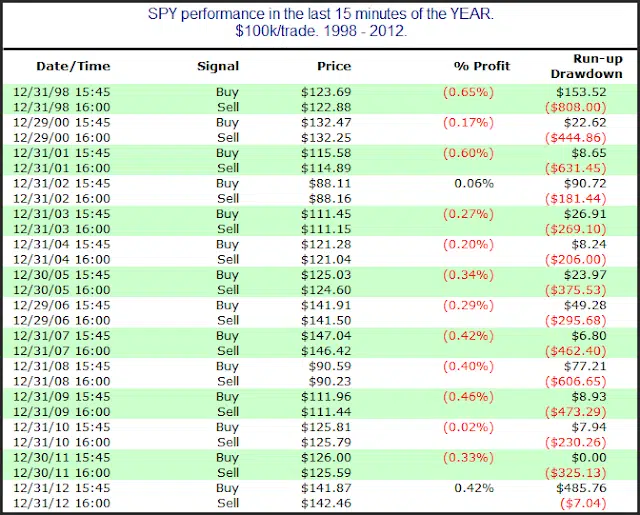 SPY performance in the last 15 minutes of the YEAR.
$100k/trade. 1998 - 2012.
Date/Time Signal Price % Profit Run-up
Drawdown
12/31/98 15:45 Buy $123.69 (0.65%) $153.52
12/31/98 16:00 Sell $122.88 ($808.00)
12/29/00 15:45 Buy $132.47 (0.17%) $22.62
12/29/00 16:00 Sell $132.25 ($444.86)
12/31/01 15:45 Buy $115.58 (0.60%) $8.65
12/31/01 16:00 Sell $114.89 ($631.45)
12/31/02 15:45 Buy $88.11 0.06% $90.72
12/31/02 16:00 Sell $88.16 ($181.44)
12/31/03 15:45 Buy $111.45 (0.27%) $26.91
12/31/03 16:00 Sell $111.15 ($269.10)
12/31/04 15:45 Buy $121.28 (0.20%) $8.24
12/31/04 16:00 Sell $121.04 ($206.00)
12/30/05 15:45 Buy $125.03 (0.34%) $23.97
12/30/05 16:00 Sell $124.60 ($375.53)
12/29/06 15:45 Buy $141.91 (0.29%) $49.28
12/29/06 16:00 Sell $141.50 ($295.68)
12/31/07 15:45 Buy $147.04 (0.42%) $6.80
12/31/07 16:00 Sell $146.42 ($462.40)
12/31/08 15:45 Buy $90.59 (0.40%) $77.21
12/31/08 16:00 Sell $90.23 ($606.65)
12/31/09 15:45 Buy $111.96 (0.46%) $8.93
12/31/09 16:00 Sell $111.44 ($473.29)
12/31/10 15:45 Buy $125.81 (0.02%) $7.94
12/31/10 16:00 Sell $125.79 ($230.26)
12/30/11 15:45 Buy $126.00 (0.33%) $0.00
12/30/11 16:00 Sell $125.59 ($325.13)
12/31/12 15:45 Buy $141.87 0.42% $485.76
12/31/12 16:00 Sell $142.46 ($7.04)